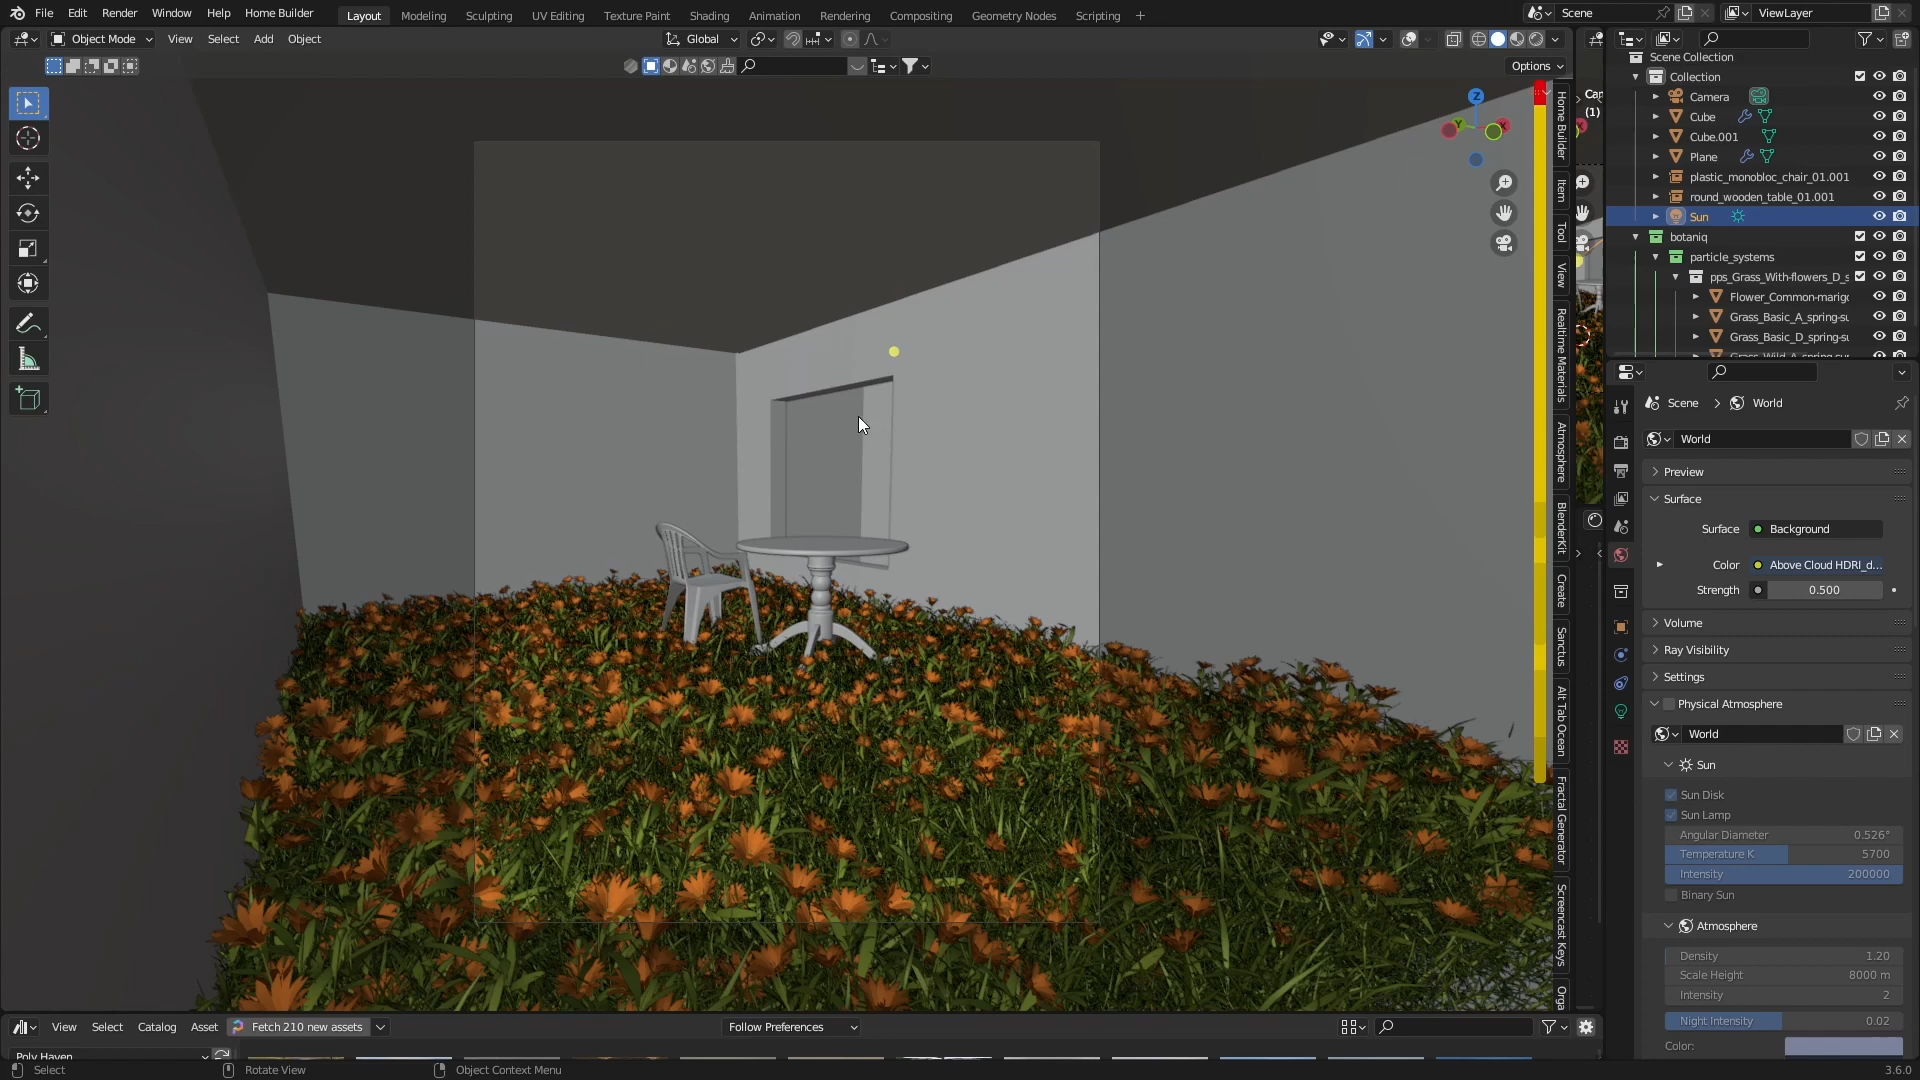 File Edit Render Window Help Home Builder
Layout Modeling Sculpting UV Editing Texture Paint Shading Animation Rendering Compositing Geometry Nodes Scripting +
Scene
ViewLayer
Object Mode View Select Add Object
Global
Options
Z
Y
X
Home Builder
Item
Tool
View
Realtime Materials
Atmosphere
BlenderKit
Create
Sanctus
Alt Tab Ocean
Fractal Generator
Screencast Keys
Orga
(1)
Scene Collection
Collection
Camera
Cube
Cube.001
Plane
plastic_monobloc_chair_01.001
round_wooden_table_01.001
Sun
botaniq
particle_systems
pps_Grass_With-flowers_D_s
Flower_Common-marigo
Grass_Basic_A_spring-su
Grass_Basic_D_spring-su
Scene > World
World
Preview
Surface
Surface Background
Color Above Cloud HDRI_d...
Strength 0.500
Volume
Ray Visibility
Settings
Physical Atmosphere
World
Sun
Sun Disk
Sun Lamp
Angular Diameter 0.526°
Temperature K 5700
Intensity 200000
Binary Sun
Atmosphere
Density 1.20
Scale Height 8000 m
Intensity 2
Night Intensity 0.02
Color:
View Select Catalog Asset Fetch 210 new assets
Follow Preferences
Poly Haven
Select Rotate View Object Context Menu
3.6.0